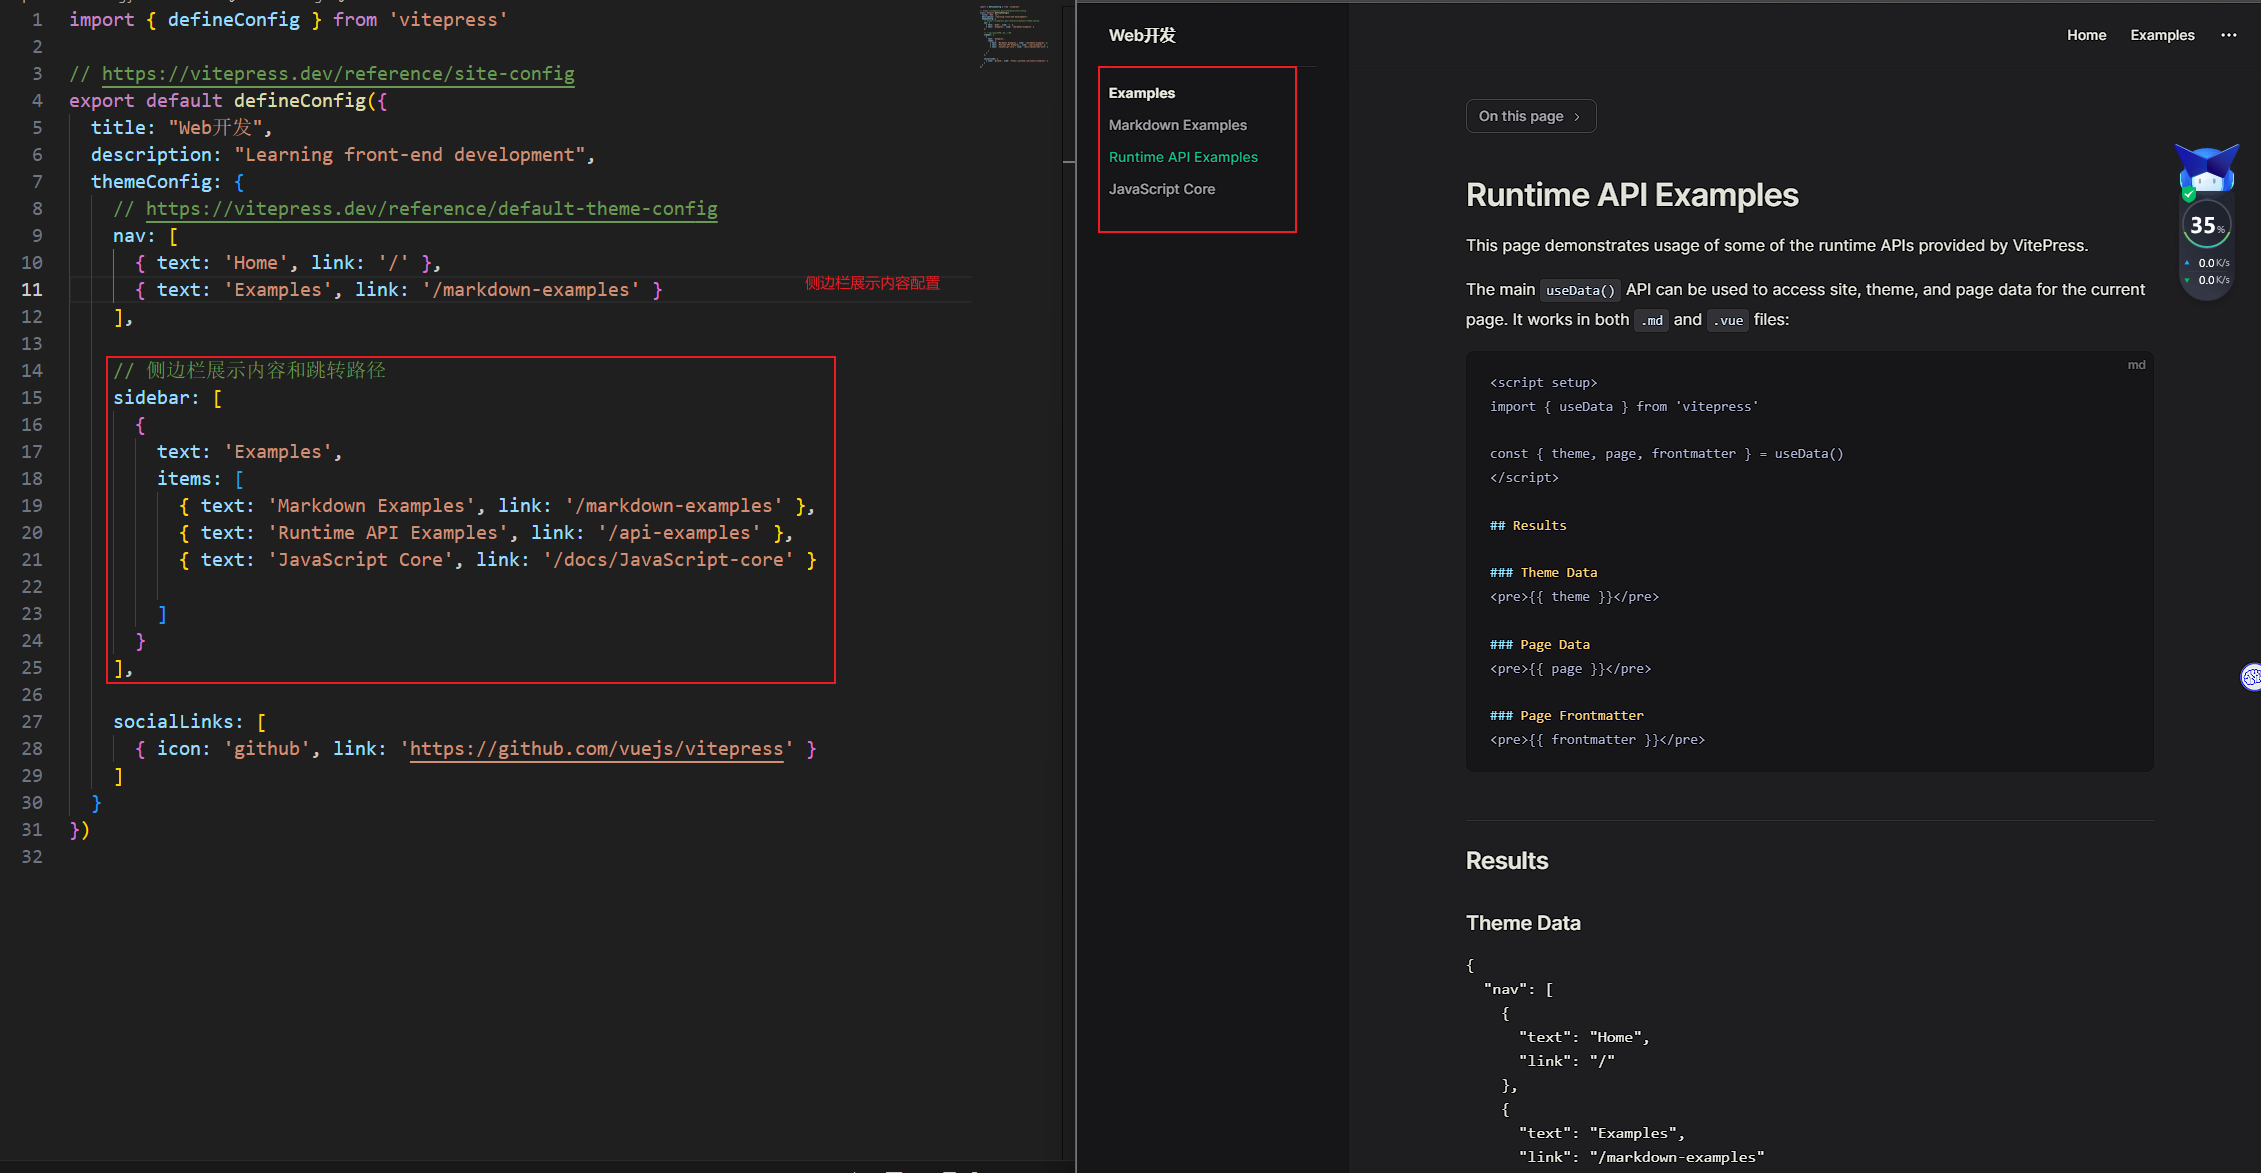 1 import { defineConfig } from 'vitepress'
2
3 // https://vitepress.dev/reference/site-config
4 export default defineConfig({
5 title: "Web开发",
6 description: "Learning front-end development",
7 themeConfig: {
8 // https://vitepress.dev/reference/default-theme-config
9 nav: [
10 { text: 'Home', link: '/' },
11 { text: 'Examples', link: '/markdown-examples' }
侧边栏展示内容配置
12 ],
13
14 // 侧边栏展示内容和跳转路径
15 sidebar: [
16 {
17 text: 'Examples',
18 items: [
19 { text: 'Markdown Examples', link: '/markdown-examples' },
20 { text: 'Runtime API Examples', link: '/api-examples' },
21 { text: 'JavaScript Core', link: '/docs/JavaScript-core' }
22
23 ]
24 }
25 ],
26
27 socialLinks: [
28 { icon: 'github', link: 'https://github.com/vuejs/vitepress' }
29 ]
30 }
31 })
32
Web开发
Examples
Markdown Examples
Runtime API Examples
JavaScript Core
Home Examples ···
On this page ›
Runtime API Examples
This page demonstrates usage of some of the runtime APIs provided by VitePress.
The main useData() API can be used to access site, theme, and page data for the current
page. It works in both .md and .vue files:
md
<script setup>
import { useData } from 'vitepress'
const { theme, page, frontmatter } = useData()
</script>
## Results
### Theme Data
<pre>{{ theme }}</pre>
### Page Data
<pre>{{ page }}</pre>
### Page Frontmatter
<pre>{{ frontmatter }}</pre>
Results
Theme Data
{
"nav": [
{
"text": "Home",
"link": "/"
},
{
"text": "Examples",
"link": "/markdown-examples"
35%
0.0K/s
0.0K/s